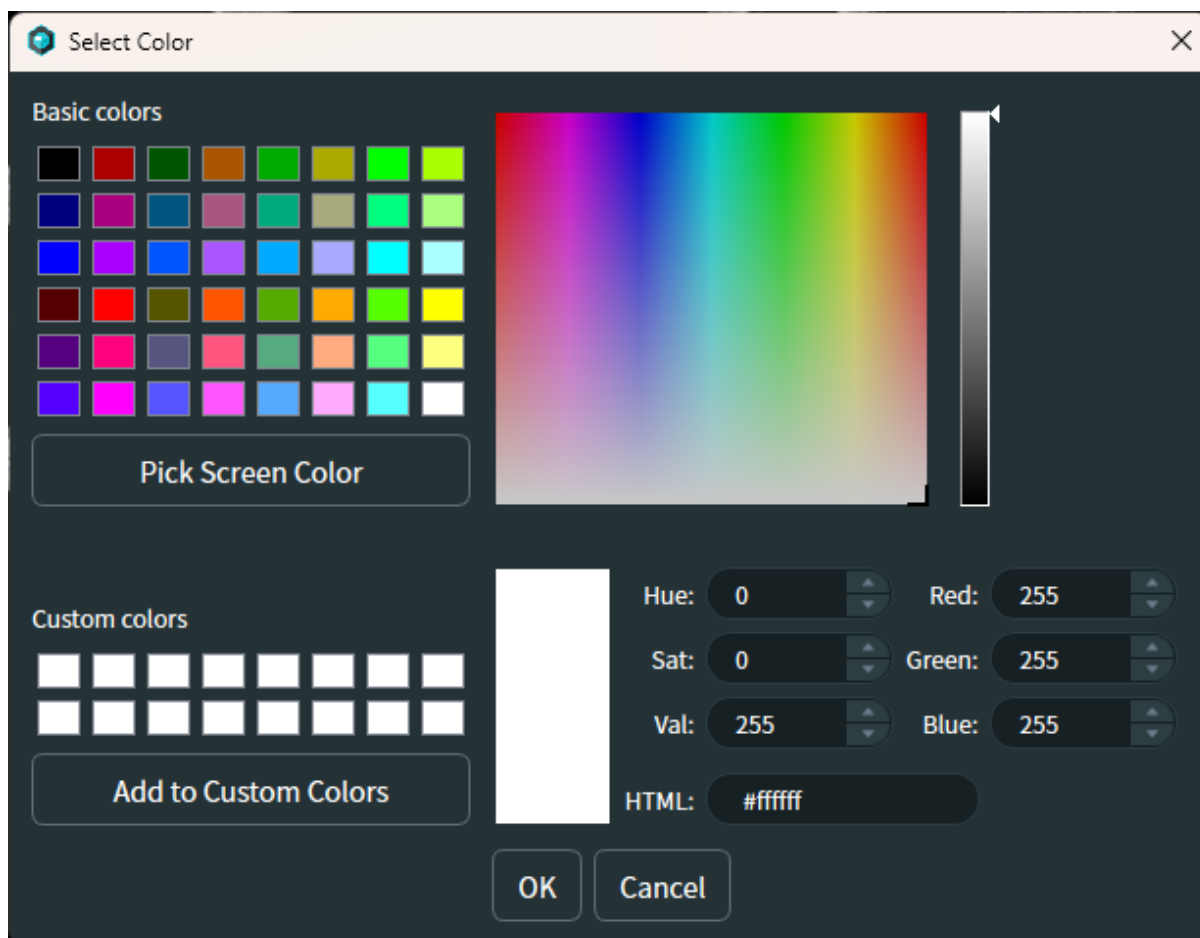 Select Color
Basic colors
Pick Screen Color
Custom colors
Add to Custom Colors
Hue: 0 Red: 255
Sat: 0 Green: 255
Val: 255 Blue: 255
HTML: #ffffff
OK Cancel